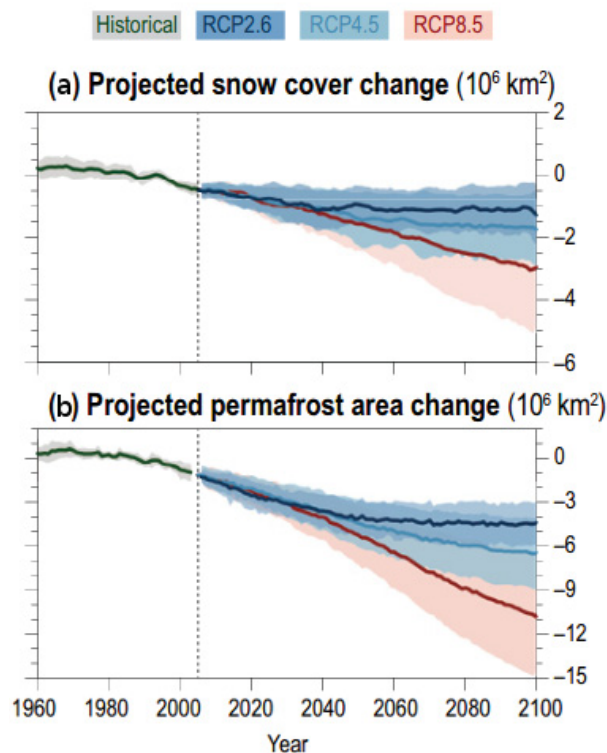 Historical RCP2.6 RCP4.5 RCP8.5
(a) Projected snow cover change (10⁶ km²)
2
0
−2
−4
−6
(b) Projected permafrost area change (10⁶ km²)
0
−3
−6
−9
−12
−15
1960 1980 2000 2020 2040 2060 2080 2100
Year